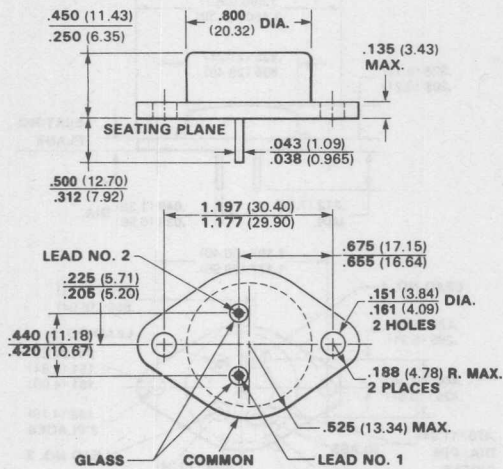 .450 (11.43)
.250 (6.35)
.800
(20.32) DIA.
.135 (3.43)
MAX.
SEATING PLANE
.043 (1.09)
.038 (0.965)
.500 (12.70)
.312 (7.92)
1.197 (30.40)
1.177 (29.90)
LEAD NO. 2
.675 (17.15)
.655 (16.64)
.225 (5.71)
.205 (5.20)
.151 (3.84) DIA.
.161 (4.09)
2 HOLES
.440 (11.18)
.420 (10.67)
.188 (4.78) R. MAX.
2 PLACES
.525 (13.34) MAX.
GLASS
COMMON
LEAD NO. 1